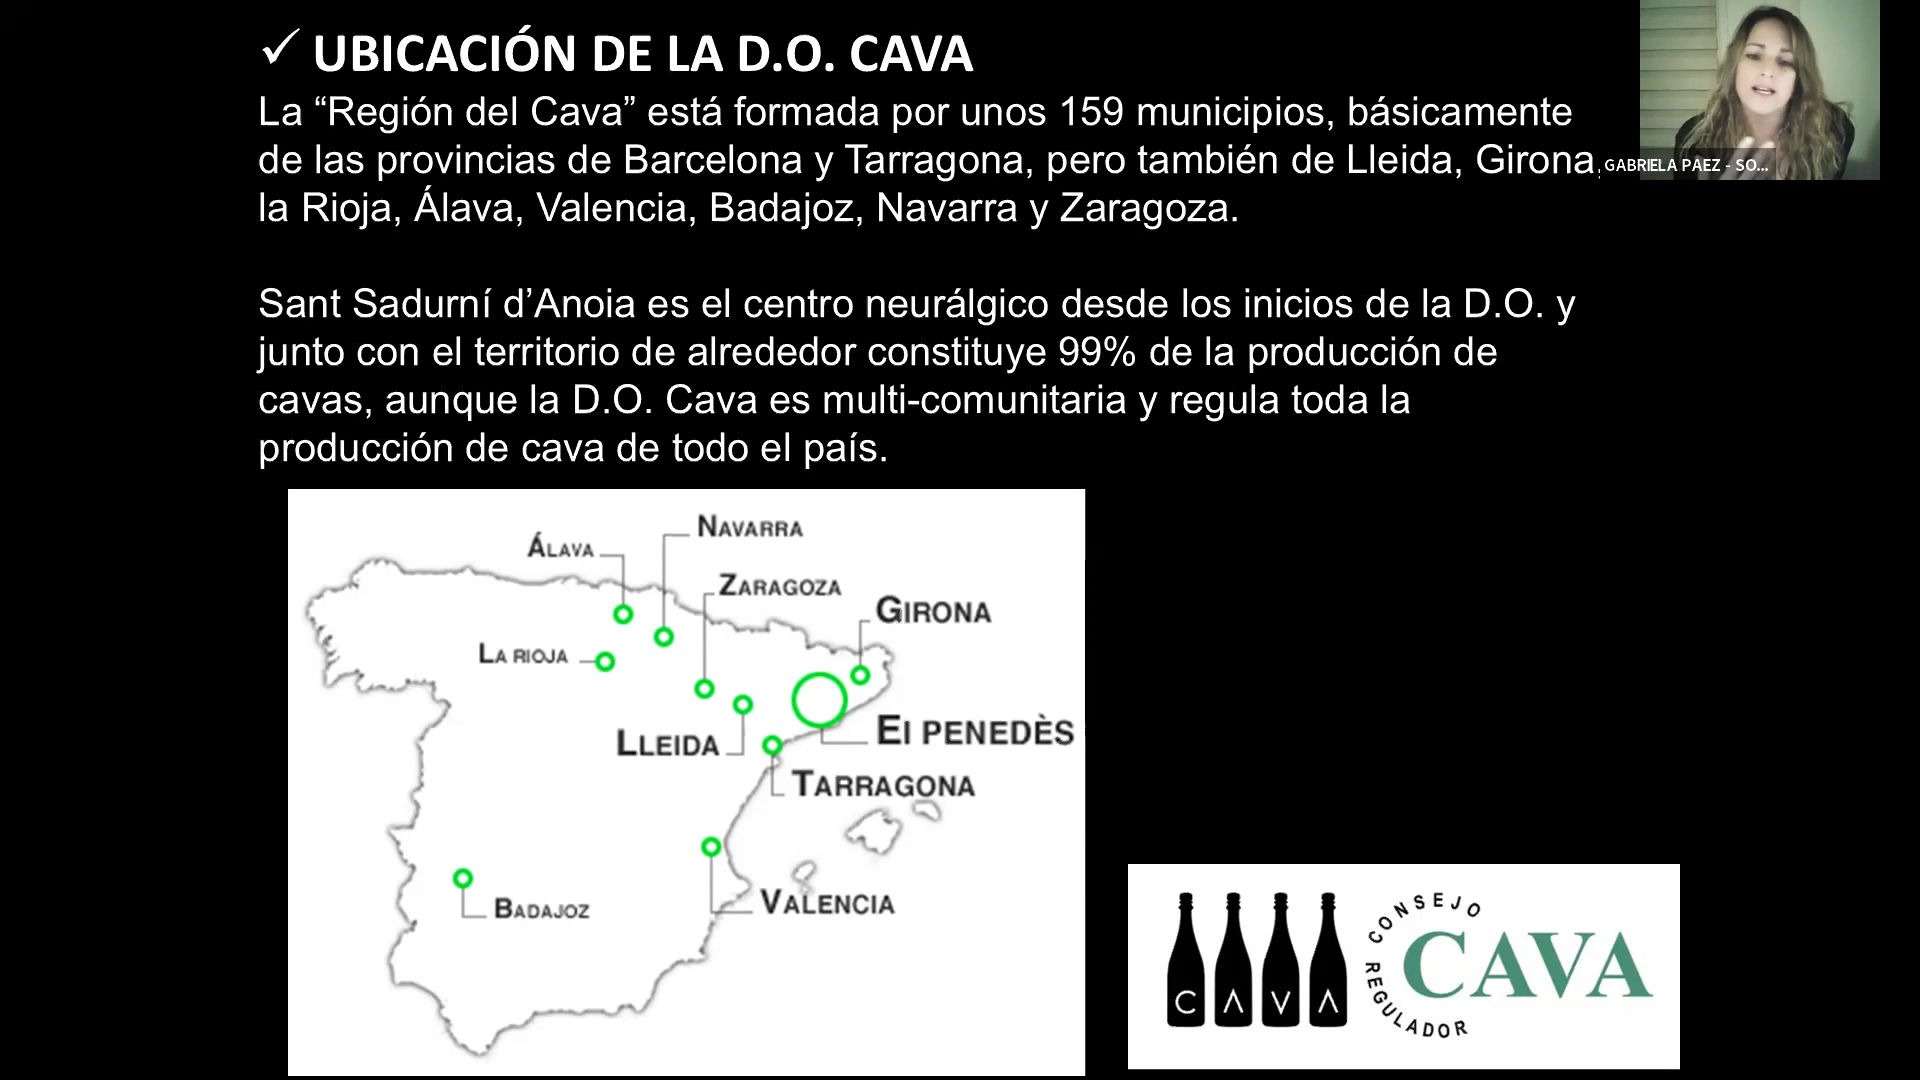 ✓ UBICACIÓN DE LA D.O. CAVA
La “Región del Cava” está formada por unos 159 municipios, básicamente
de las provincias de Barcelona y Tarragona, pero también de Lleida, Girona,
la Rioja, Álava, Valencia, Badajoz, Navarra y Zaragoza.
Sant Sadurní d’Anoia es el centro neurálgico desde los inicios de la D.O. y
junto con el territorio de alrededor constituye 99% de la producción de
cavas, aunque la D.O. Cava es multi-comunitaria y regula toda la
producción de cava de todo el país.
GABRIELA PAEZ - SO...
NAVARRA
ÁLAVA
ZARAGOZA
GIRONA
LA RIOJA
El PENEDÈS
LLEIDA
TARRAGONA
VALENCIA
BADAJOZ
CAVA
CONSEJO
REGULADOR
CAVA